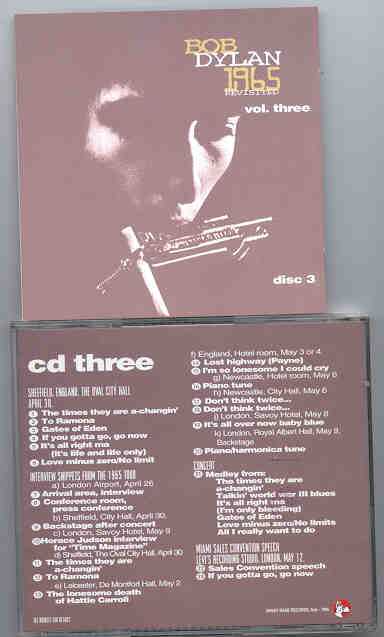 BOB
DYLAN
1965
REVISITED
vol. three
disc 3
cd three
SHEFFIELD, ENGLAND, THE OVAL CITY HALL
APRIL 30.
1 The times they are a-changin'
2 To Ramona
3 Gates of Eden
4 If you gotta go, go now
5 It's all right ma
(It's life and life only)
6 Love minus zero/No limit
INTERVIEW SNIPPETS FROM THE 1965 TOUR
a) London Airport, April 26
7 Arrival area, interview
8 Conference room,
press conference
b) Sheffield, City Hall, April 30,
9 Backstage after concert
c) London, Savoy Hotel, May 9
10 Horace Judson interview
for "Time Magazine"
d) Sheffield, The Oval City Hall, April 30
11 The times they are
a-changin'
12 To Ramona
e) Leicester, De Montfort Hall, May 2
13 The lonesome death
of Hattie Carroll
f) England, Hotel room, May 3 or 4
14 Lost highway (Payne)
15 I'm so lonesome I could cry
g) Newcastle, Hotel room, May 6
16 Piano tune
h) Newcastle, City Hall, May 6
17 Don't think twice...
18 Don't think twice...
j) London, Savoy Hotel, May 8
19 It's all over now baby blue
k) London, Royal Albert Hall, May 9,
Backstage
20 Piano/harmonica tune
CONCERT
21 Medley from:
The times they are
a-changin'
Talkin' world war III blues
It's all right ma
(I'm only bleeding)
Gates of Eden
Love minus zero/No limits
All I really want to do
MIAMI SALES CONVENTION SPEECH
LEVY'S RECORDING STUDIO, LONDON, MAY 12.
22 Sales Convention speech
23 If you gotta go, go now